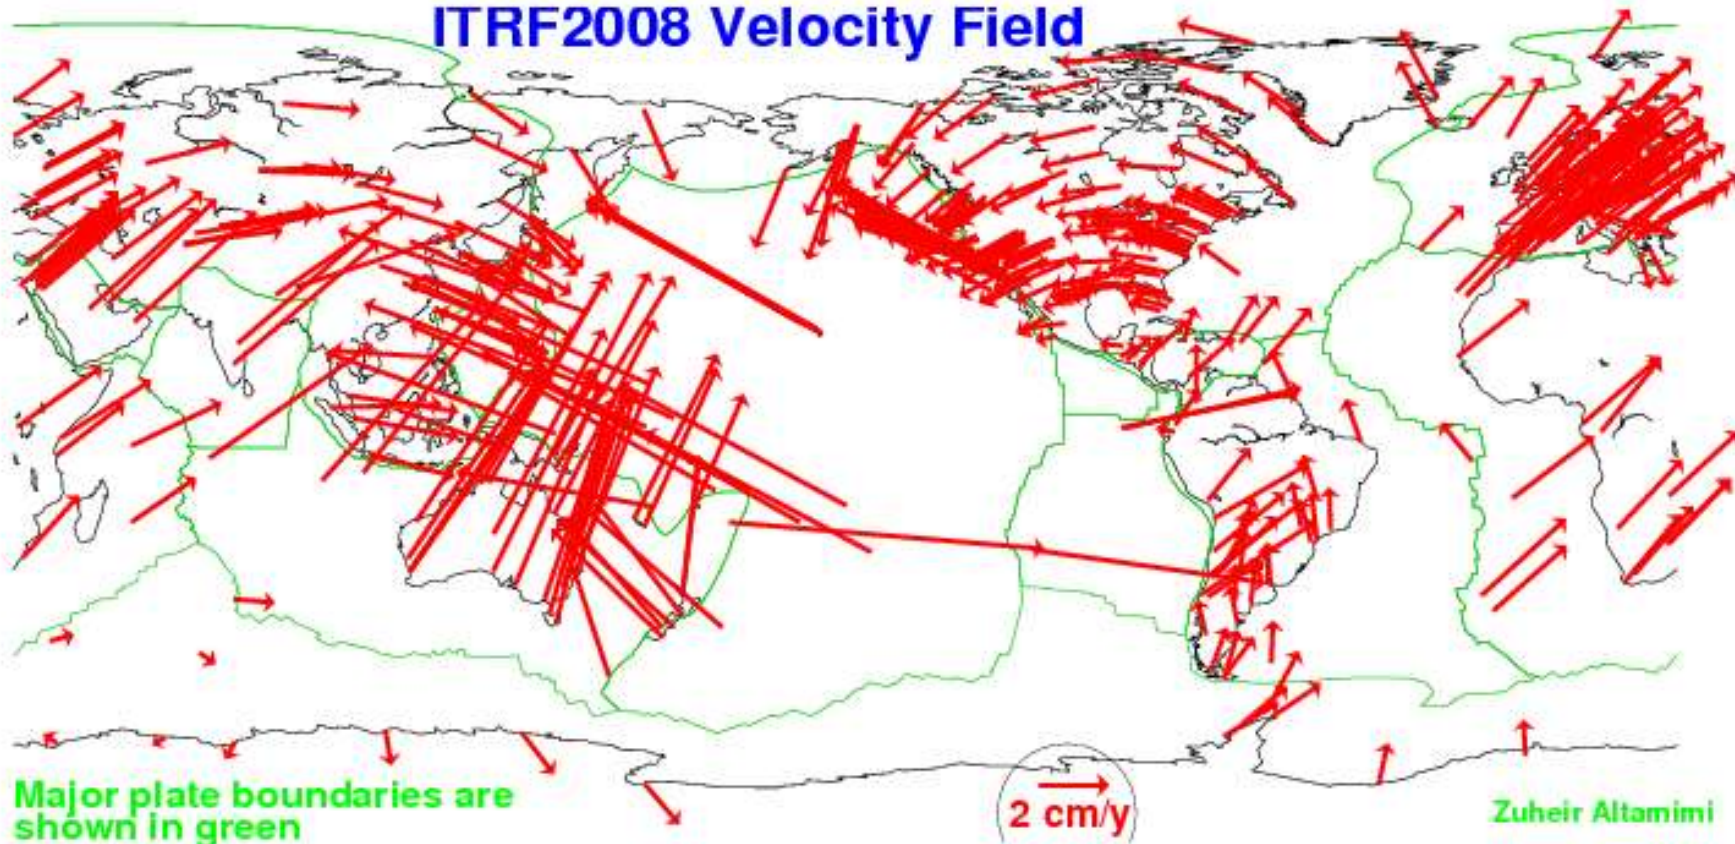 ITRF2008 Velocity Field
Major plate boundaries are
shown in green
2 cm/y
Zuheir Altamimi